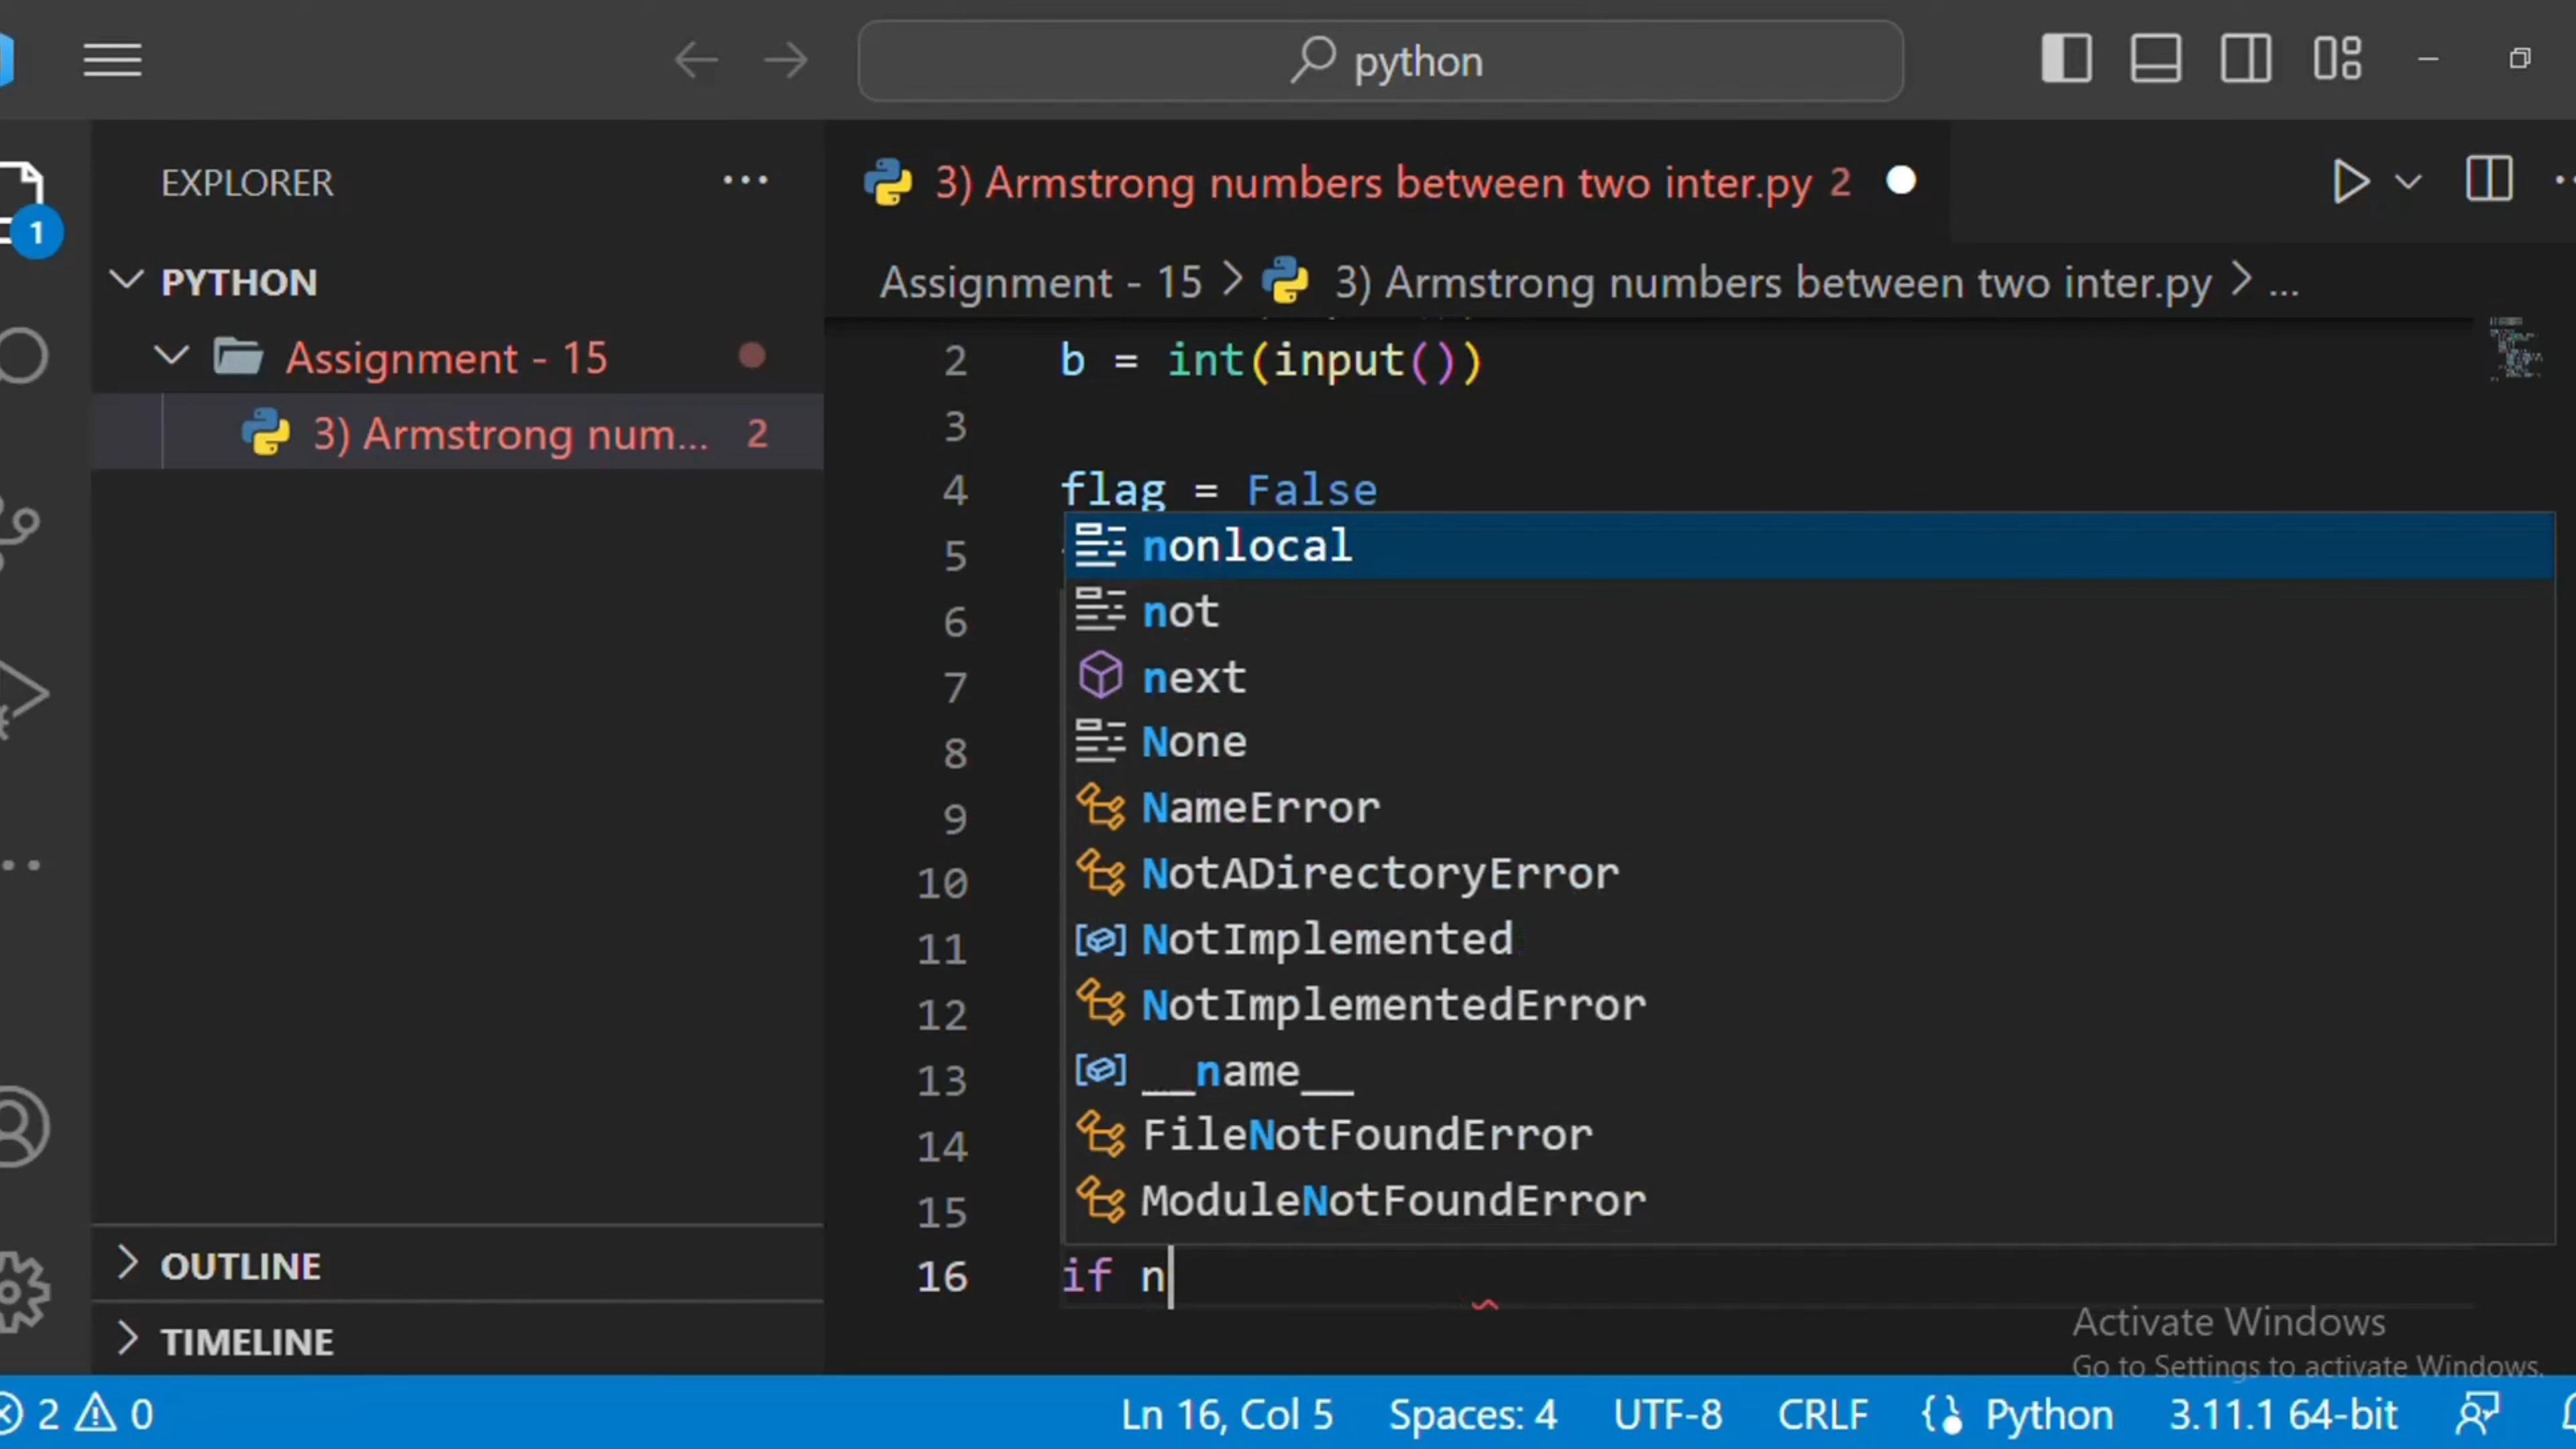 python
EXPLORER
3) Armstrong numbers between two inter.py 2
1
PYTHON
Assignment - 15 > 3) Armstrong numbers between two inter.py > ...
Assignment - 15
3) Armstrong num... 2
2 b = int(input())
3
4 flag = False
5 nonlocal
6 not
7 next
8 None
9 NameError
10 NotADirectoryError
11 NotImplemented
12 NotImplementedError
13 __name__
14 FileNotFoundError
15 ModuleNotFoundError
16 if n
OUTLINE
TIMELINE
Activate Windows
Go to Settings to activate Windows.
2 0 Ln 16, Col 5 Spaces: 4 UTF-8 CRLF Python 3.11.1 64-bit